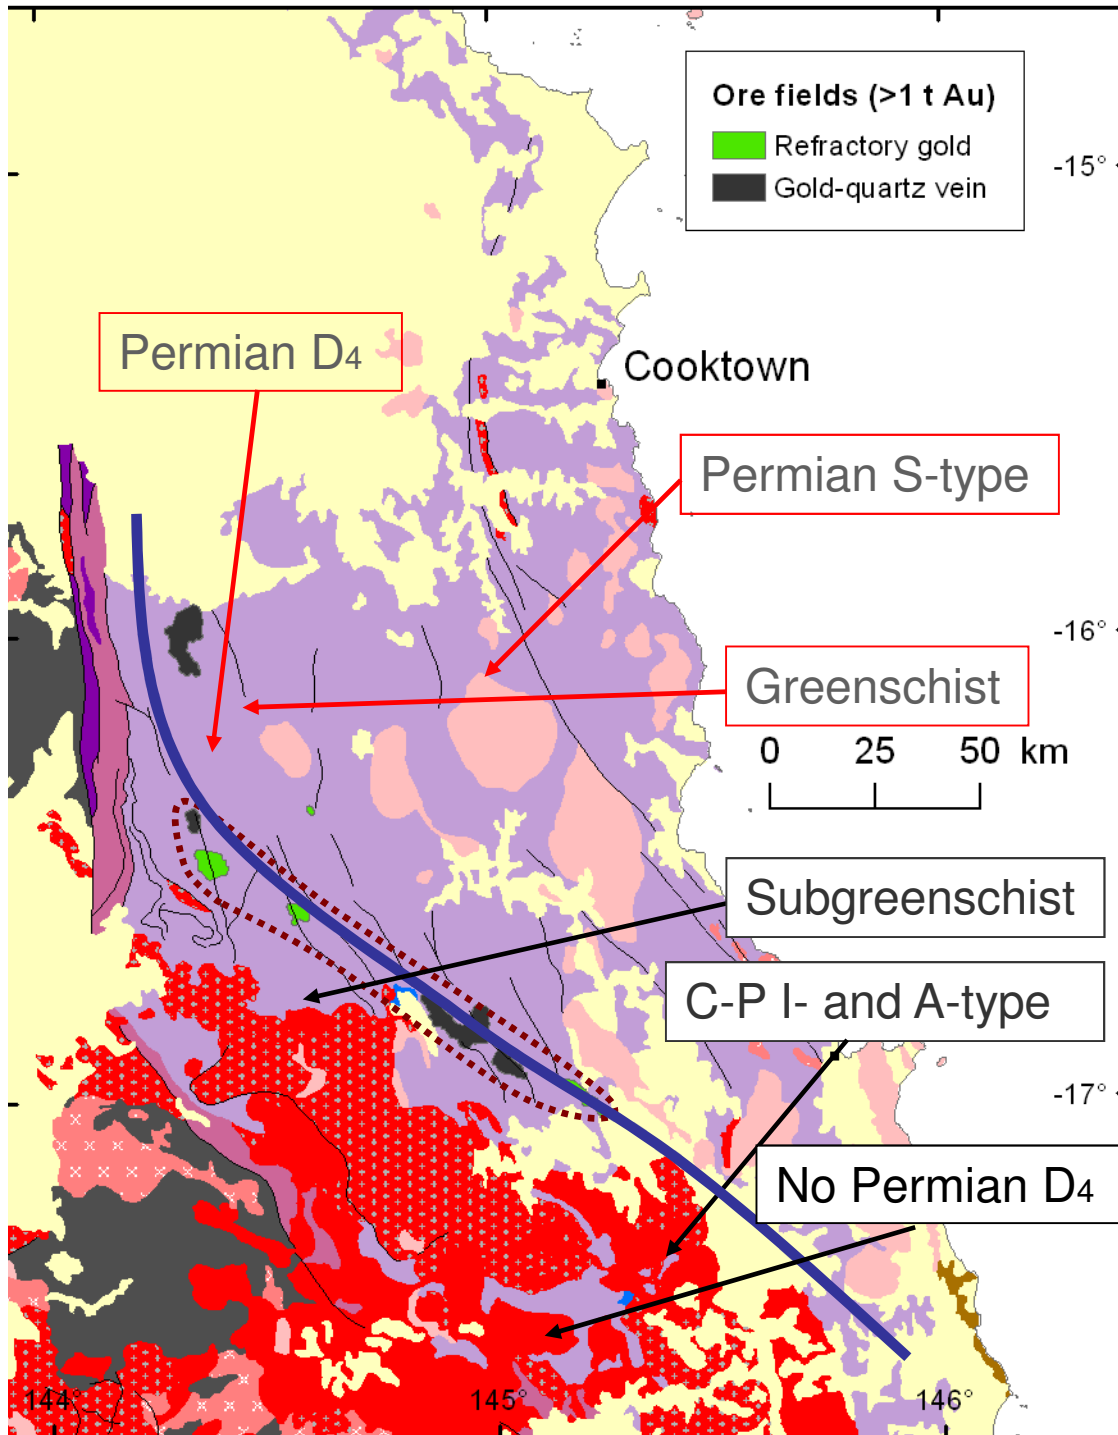 Ore fields (>1 t Au)
Refractory gold
Gold-quartz vein
-15°
Permian D4
Cooktown
Permian S-type
-16°
Greenschist
0 25 50 km
Subgreenschist
C-P I- and A-type
-17°
No Permian D4
144° 145° 146°